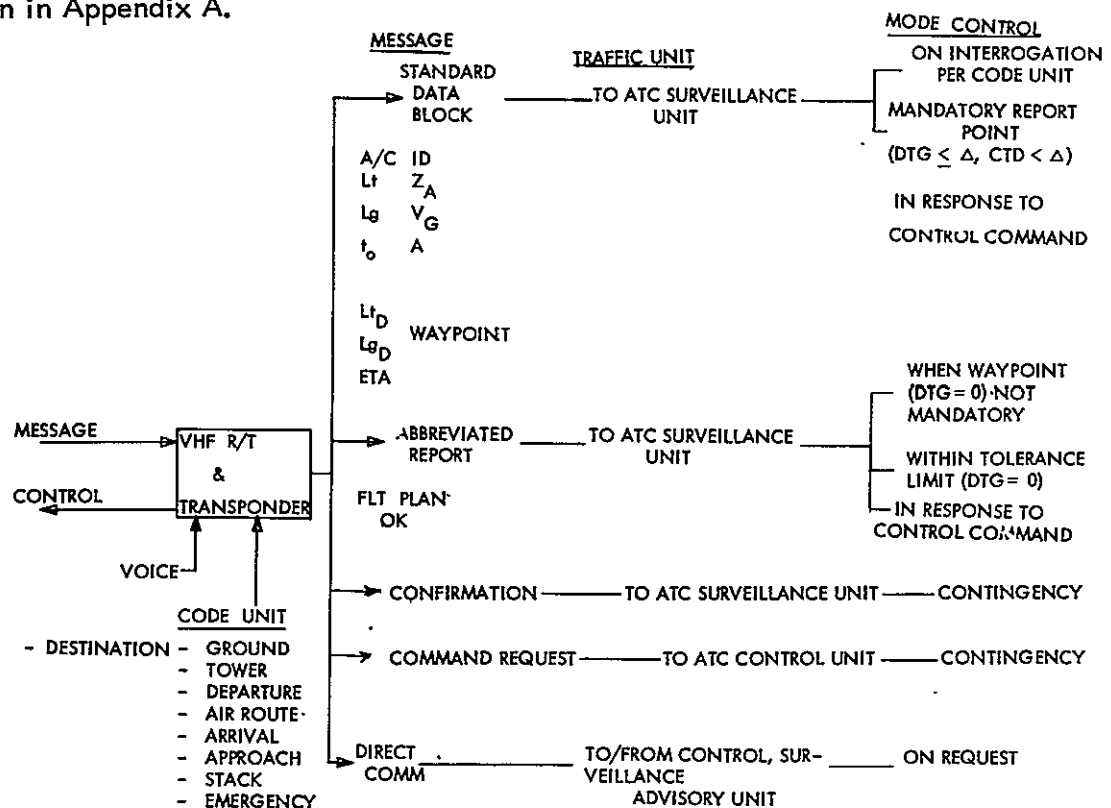 n in Appendix A.
MESSAGE
TRAFFIC UNIT
MODE CONTROL
STANDARD
DATA
BLOCK
TO ATC SURVEILLANCE
UNIT
ON INTERROGATION
PER CODE UNIT
MANDATORY REPORT
POINT
(DTG ≤ Δ, CTD < Δ)
IN RESPONSE TO
CONTROL COMMAND
A/C ID
Lt Z_A
Lg V_G
t_o A
Lt_D
Lg_D WAYPOINT
ETA
ABBREVIATED
REPORT
TO ATC SURVEILLANCE
UNIT
WHEN WAYPOINT
(DTG = 0) NOT
MANDATORY
WITHIN TOLERANCE
LIMIT (DTG = 0)
IN RESPONSE TO
CONTROL COMMAND
FLT PLAN
OK
MESSAGE
CONTROL
VHF R/T
&
TRANSPONDER
VOICE
CODE UNIT
- DESTINATION - GROUND
- TOWER
- DEPARTURE
- AIR ROUTE
- ARRIVAL
- APPROACH
- STACK
- EMERGENCY
CONFIRMATION TO ATC SURVEILLANCE UNIT CONTINGENCY
COMMAND REQUEST TO ATC CONTROL UNIT CONTINGENCY
DIRECT
COMM
TO/FROM CONTROL, SUR-
VEILLANCE
ADVISORY UNIT
ON REQUEST